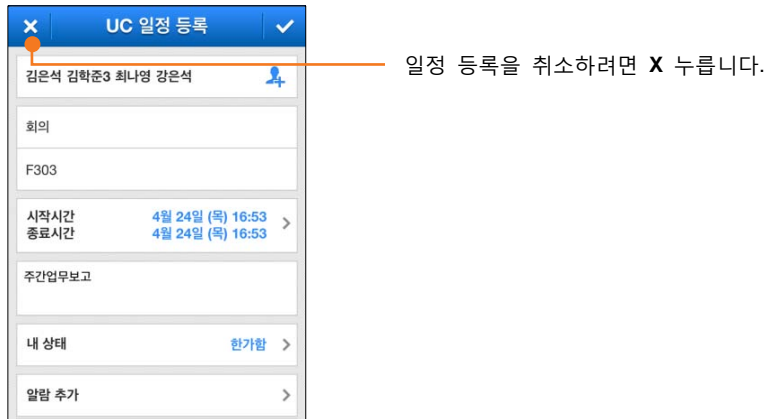 UC 일정 등록
일정 등록을 취소하려면 X 누릅니다.
김은석 김학준3 최나영 강은석
회의
F303
시작시간 4월 24일 (목) 16:53
종료시간 4월 24일 (목) 16:53
주간업무보고
내 상태 한가함
알람 추가